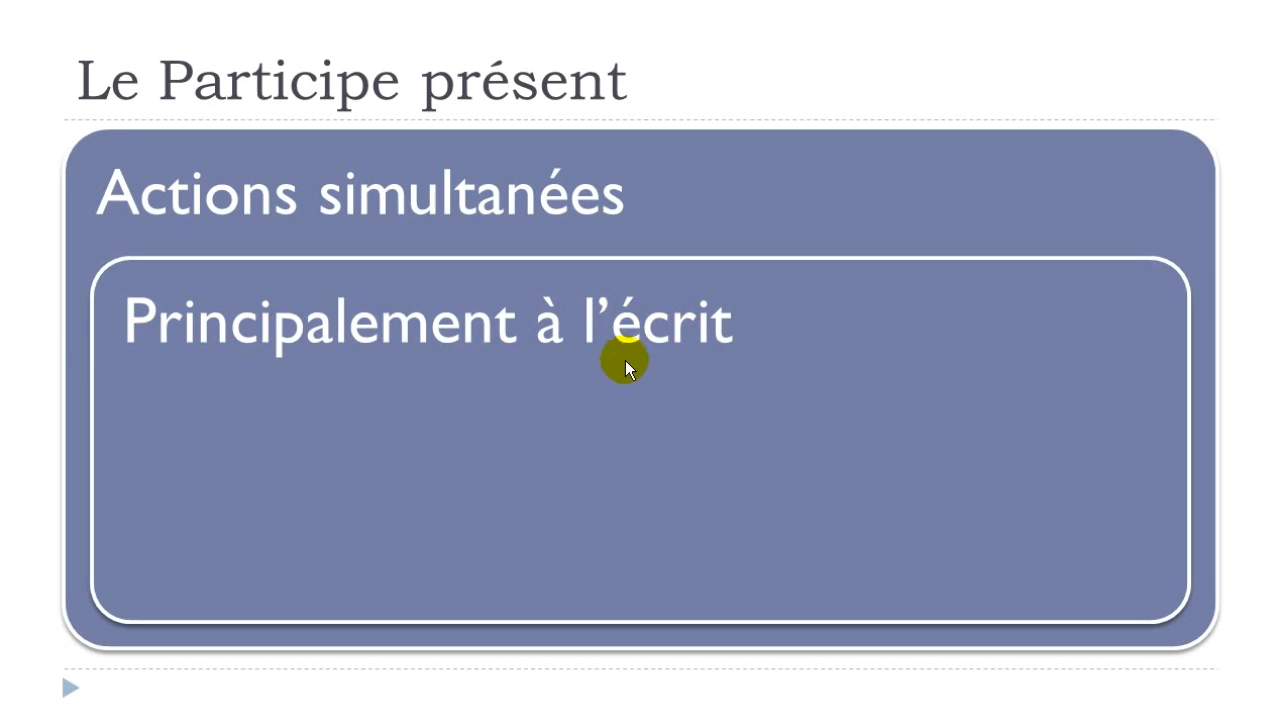 Le Participe présent
Actions simultanées
Principalement à l’écrit